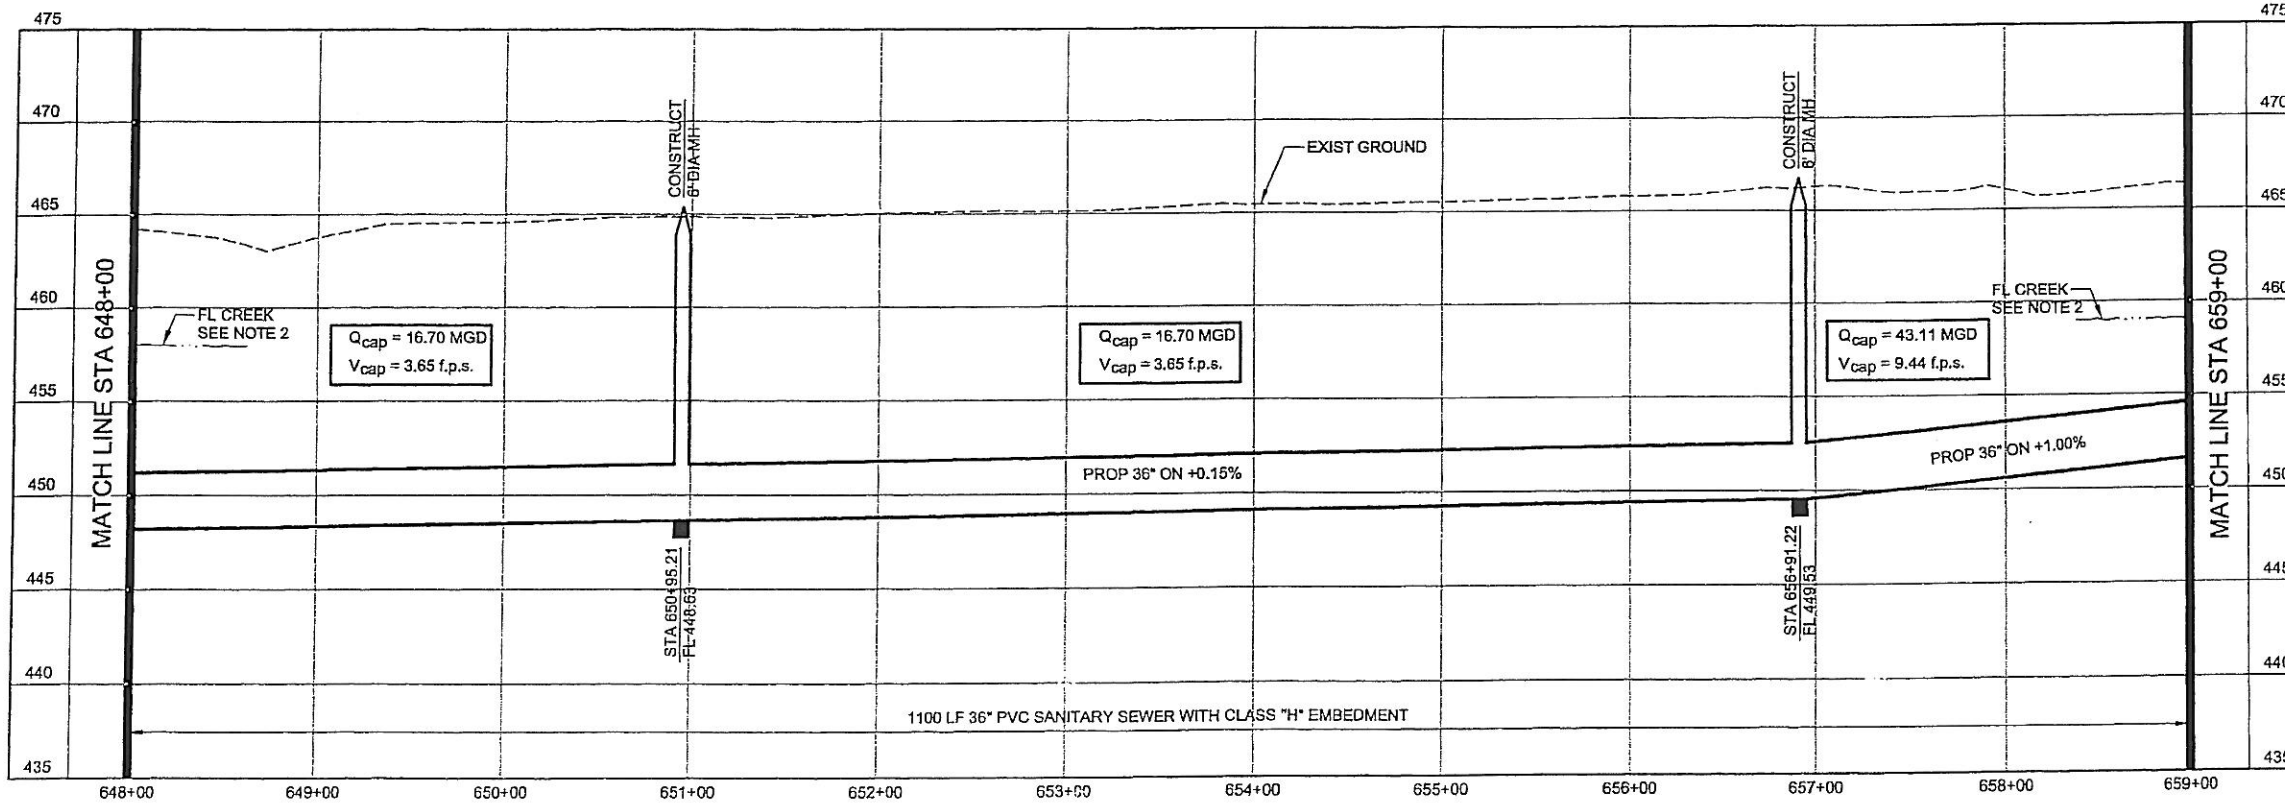 475
475
470
470
465
465
460
460
455
455
450
450
445
445
440
440
435
435
MATCH LINE STA 648+00
FL CREEK
SEE NOTE 2
Qcap = 16.70 MGD
Vcap = 3.65 f.p.s.
CONSTRUCT
6' DIA MH
STA 650+95.21
FL 448.63
EXIST GROUND
Qcap = 16.70 MGD
Vcap = 3.65 f.p.s.
PROP 36" ON +0.15%
CONSTRUCT
6' DIA MH
STA 656+91.22
FL 449.53
Qcap = 43.11 MGD
Vcap = 9.44 f.p.s.
FL CREEK
SEE NOTE 2
PROP 36" ON +1.00%
MATCH LINE STA 659+00
1100 LF 36" PVC SANITARY SEWER WITH CLASS "H" EMBEDMENT
648+00
649+00
650+00
651+00
652+00
653+00
654+00
655+00
656+00
657+00
658+00
659+00